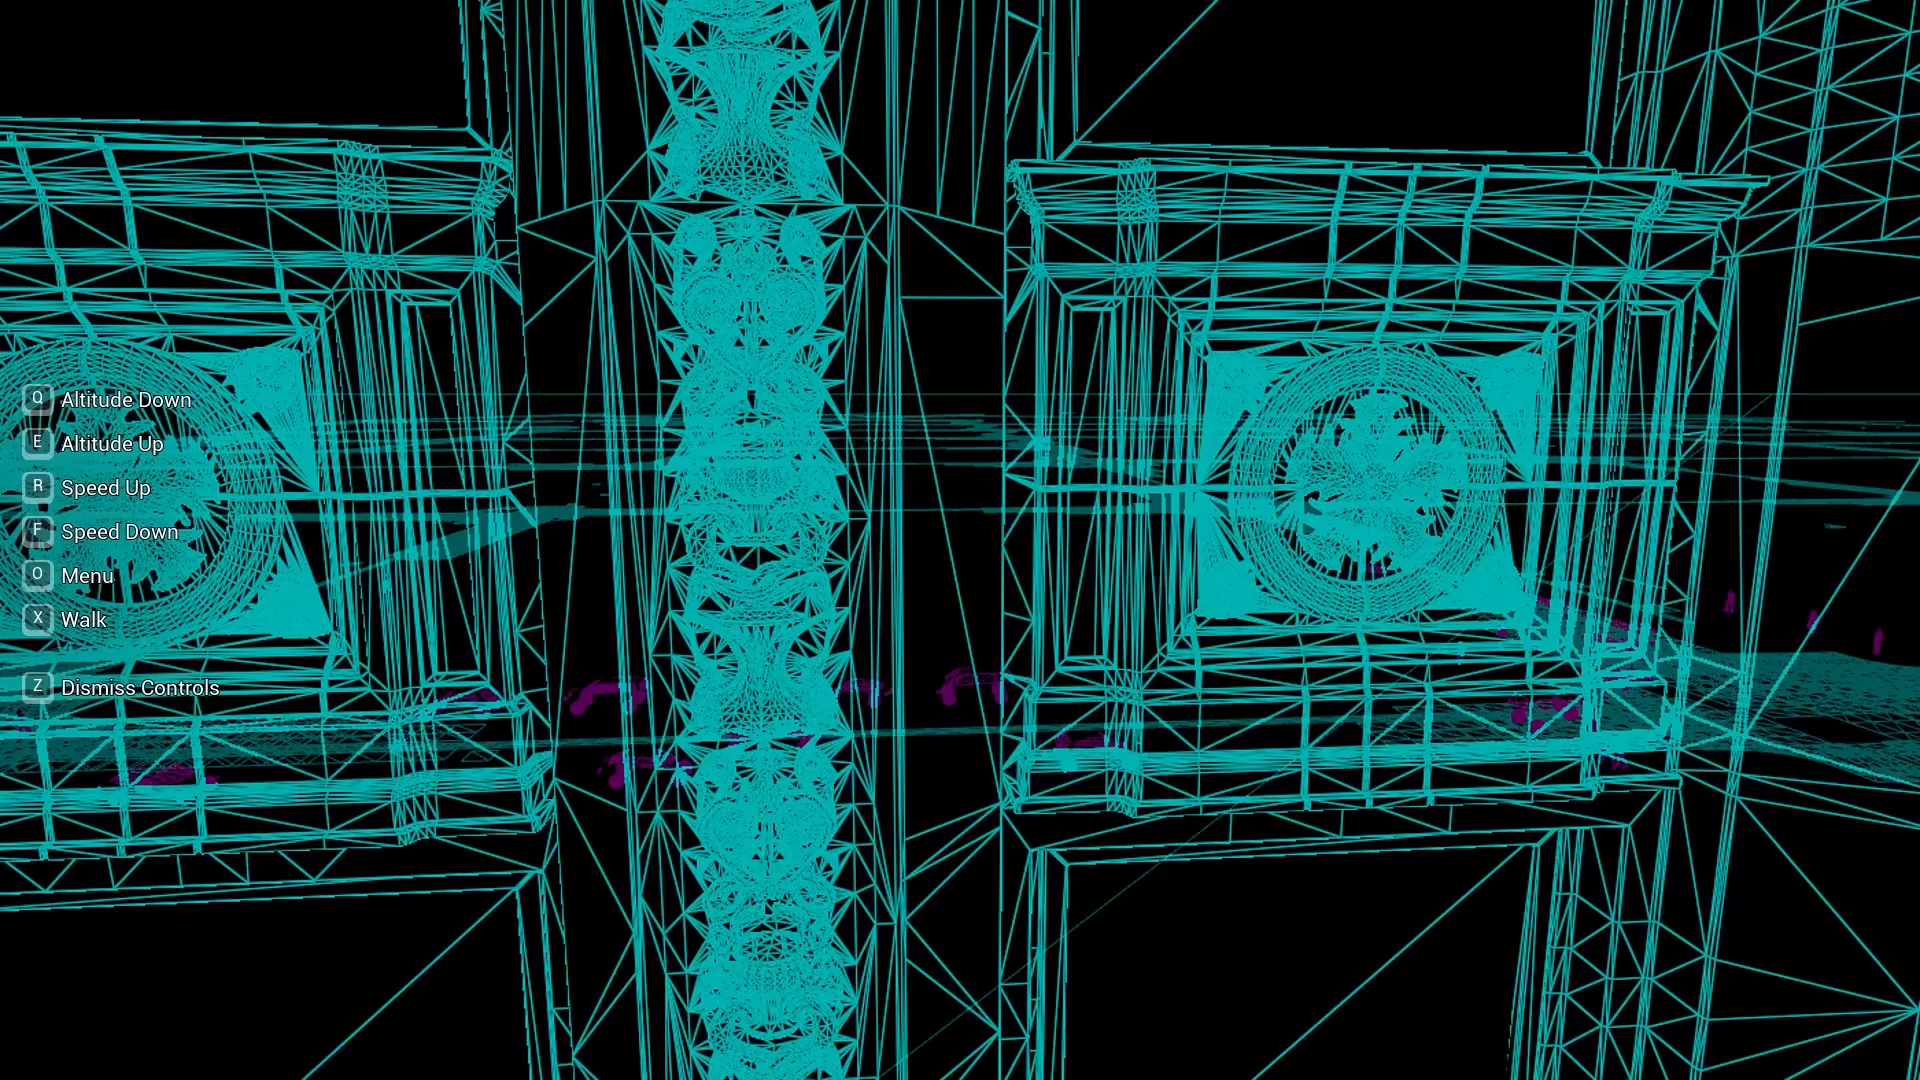 Q Altitude Down
E Altitude Up
R Speed Up
F Speed Down
O Menu
X Walk
Z Dismiss Controls